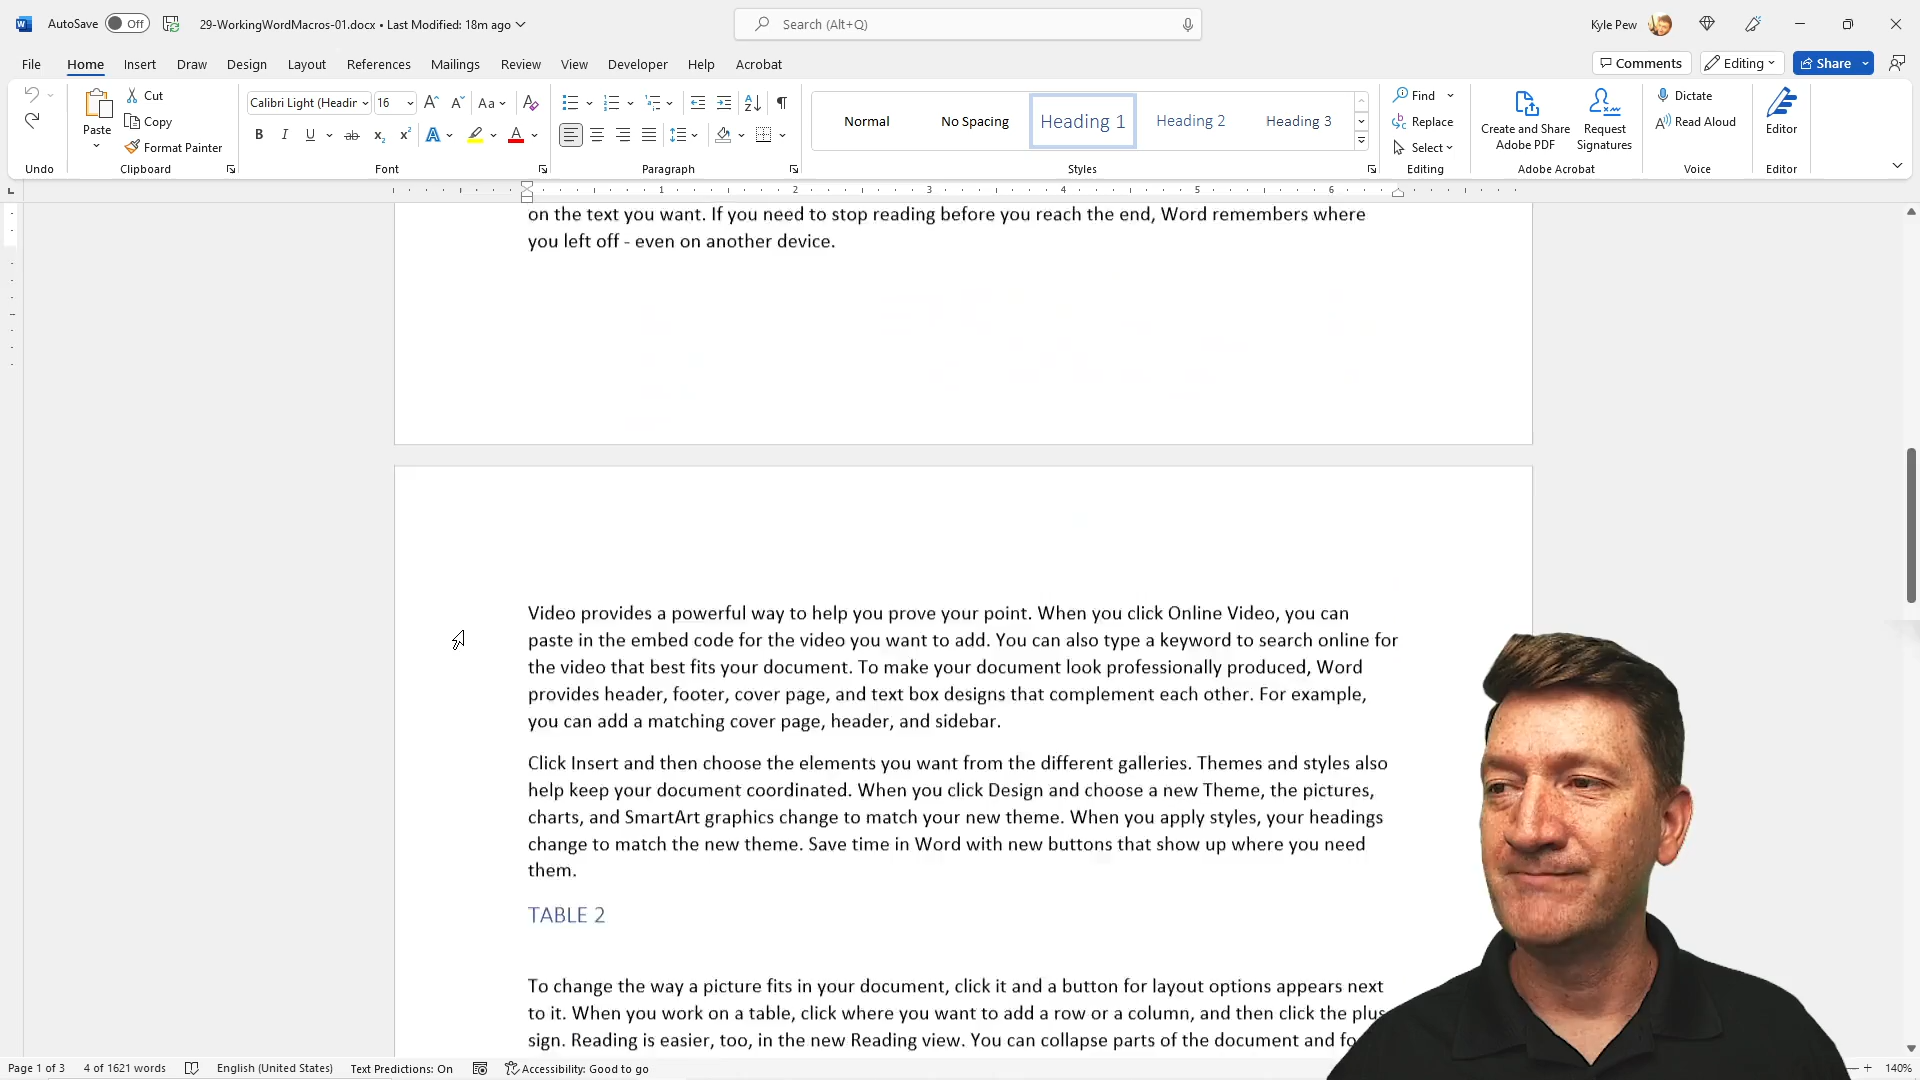 AutoSave Off 29-WorkingWordMacros-01.docx • Last Modified: 18m ago Search (Alt+Q) Kyle Pew
File Home Insert Draw Design Layout References Mailings Review View Developer Help Acrobat Comments Editing Share
Paste Cut Copy Format Painter
Calibri Light (Headir 16
Normal No Spacing Heading 1 Heading 2 Heading 3
Find Replace Select
Create and Share Adobe PDF Request Signatures
Dictate Read Aloud
Editor
Undo Clipboard Font Paragraph Styles Editing Adobe Acrobat Voice Editor
1 2 3 4 5 6
on the text you want. If you need to stop reading before you reach the end, Word remembers where
you left off - even on another device.
Video provides a powerful way to help you prove your point. When you click Online Video, you can
paste in the embed code for the video you want to add. You can also type a keyword to search online for
the video that best fits your document. To make your document look professionally produced, Word
provides header, footer, cover page, and text box designs that complement each other. For example,
you can add a matching cover page, header, and sidebar.
Click Insert and then choose the elements you want from the different galleries. Themes and styles also
help keep your document coordinated. When you click Design and choose a new Theme, the pictures,
charts, and SmartArt graphics change to match your new theme. When you apply styles, your headings
change to match the new theme. Save time in Word with new buttons that show up where you need
them.
TABLE 2
To change the way a picture fits in your document, click it and a button for layout options appears next
to it. When you work on a table, click where you want to add a row or a column, and then click the plus
sign. Reading is easier, too, in the new Reading view. You can collapse parts of the document and fo
Page 1 of 3 4 of 1621 words English (United States) Text Predictions: On Accessibility: Good to go 140%